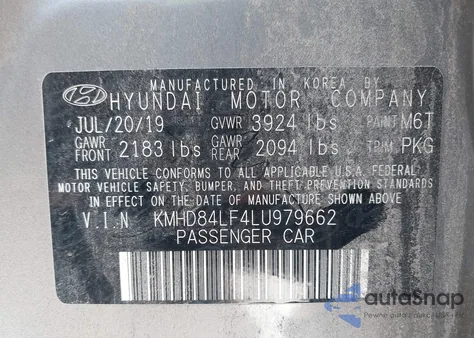 MANUFACTURED IN KOREA BY
HYUNDAI MOTOR COMPANY
JUL/20/19 GVWR 3924 lbs PAINT M6T
GAWR FRONT 2183 lbs GAWR REAR 2094 lbs TRIM PKG
THIS VEHICLE CONFORMS TO ALL APPLICABLE U.S.A. FEDERAL
MOTOR VEHICLE SAFETY, BUMPER, AND THEFT PREVENTION STANDARDS
IN EFFECT ON THE DATE OF MANUFACTURE SHOWN ABOVE.
V.I.N KMHD84LF4LU979662
PASSENGER CAR
autoSnap